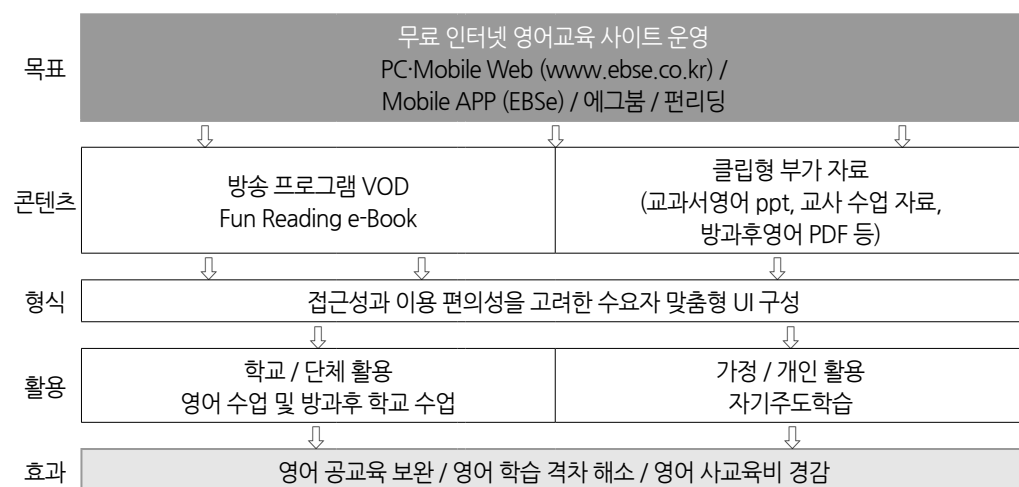 목표
무료 인터넷 영어교육 사이트 운영
PC·Mobile Web (www.ebse.co.kr) /
Mobile APP (EBSe) / 에그붐 / 펀리딩
콘텐츠
방송 프로그램 VOD
Fun Reading e-Book
클립형 부가 자료
(교과서영어 ppt, 교사 수업 자료,
방과후영어 PDF 등)
형식
접근성과 이용 편의성을 고려한 수요자 맞춤형 UI 구성
활용
학교 / 단체 활용
영어 수업 및 방과후 학교 수업
가정 / 개인 활용
자기주도학습
효과
영어 공교육 보완 / 영어 학습 격차 해소 / 영어 사교육비 경감